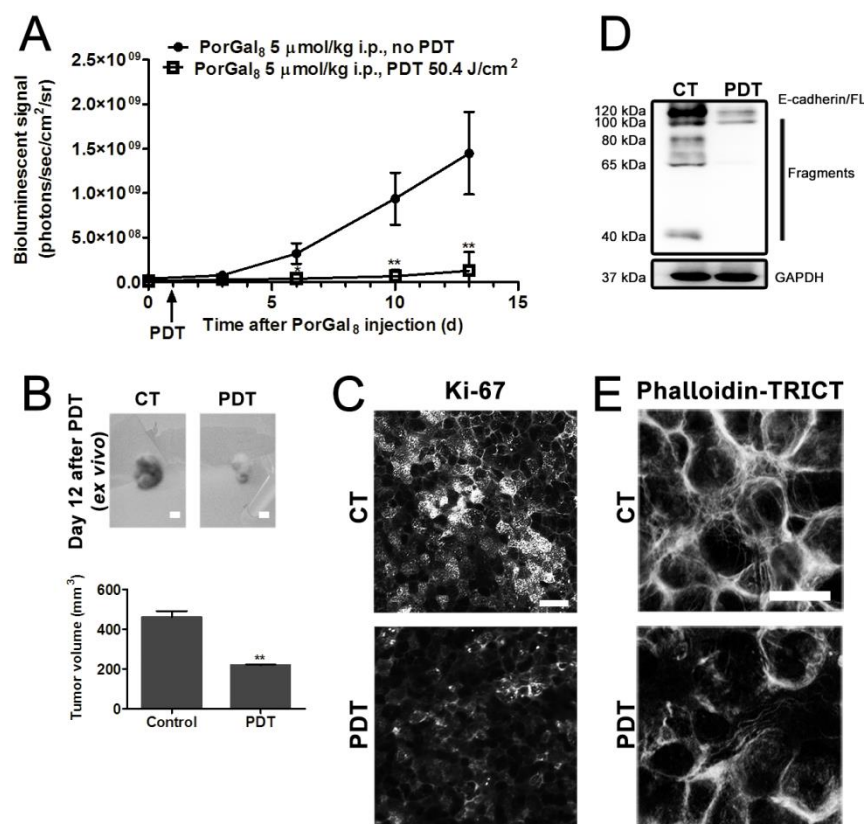 A
PorGal8 5 μmol/kg i.p., no PDT
PorGal8 5 μmol/kg i.p., PDT 50.4 J/cm2
Bioluminescent signal
(photons/sec/cm2/sr)
2.5×10 09
2.0×10 09
1.5×10 09
1.0×10 09
5.0×10 08
0.0
*
**
**
0
5
10
15
PDT
Time after PorGal8 injection (d)
D
CT PDT
E-cadherin/FL
120 kDa
100 kDa
80 kDa
65 kDa
Fragments
40 kDa
37 kDa
GAPDH
B
Day 12 after PDT
(ex vivo)
CT
PDT
Tumor volume (mm3)
600
400
200
0
**
Control
PDT
C
Ki-67
CT
PDT
E
Phalloidin-TRICT
CT
PDT